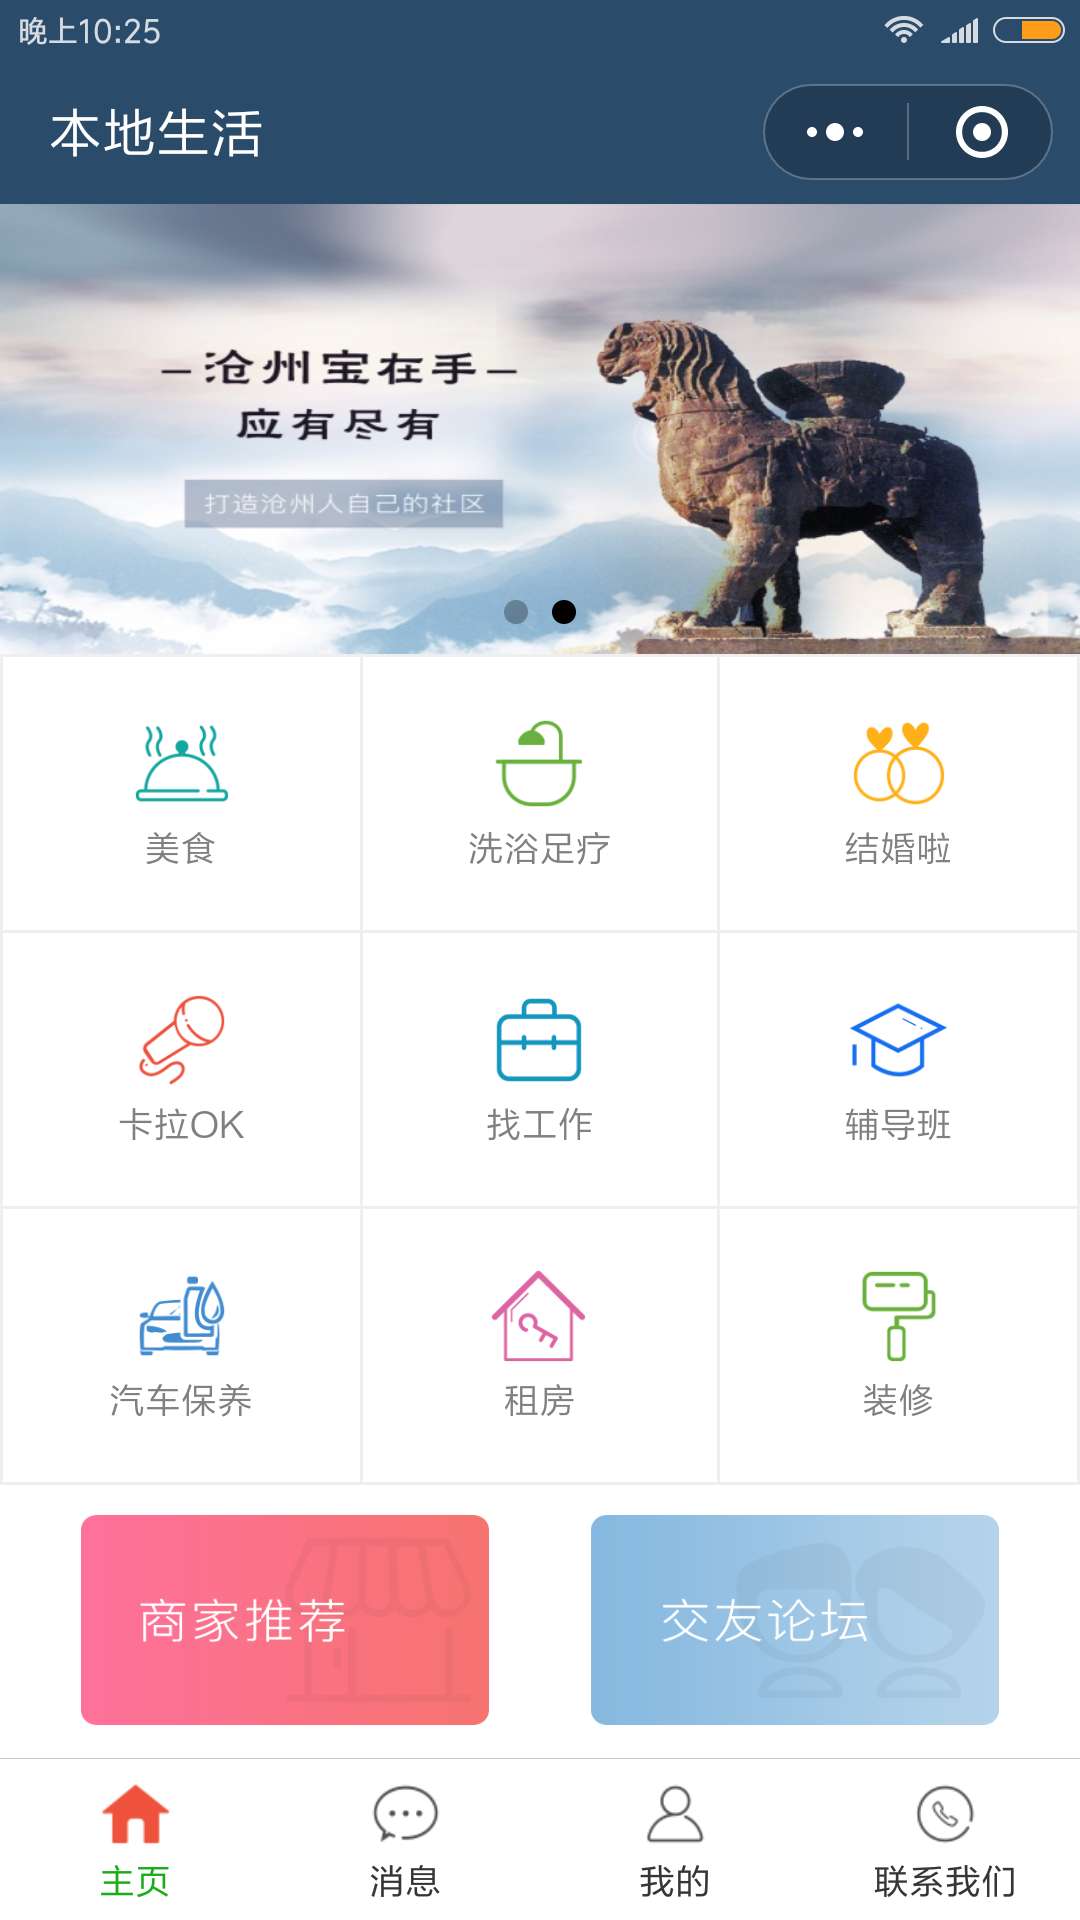 晚上10:25
本地生活
—沧州宝在手—
应有尽有
打造沧州人自己的社区
美食
洗浴足疗
结婚啦
卡拉OK
找工作
辅导班
汽车保养
租房
装修
商家推荐
交友论坛
主页
消息
我的
联系我们